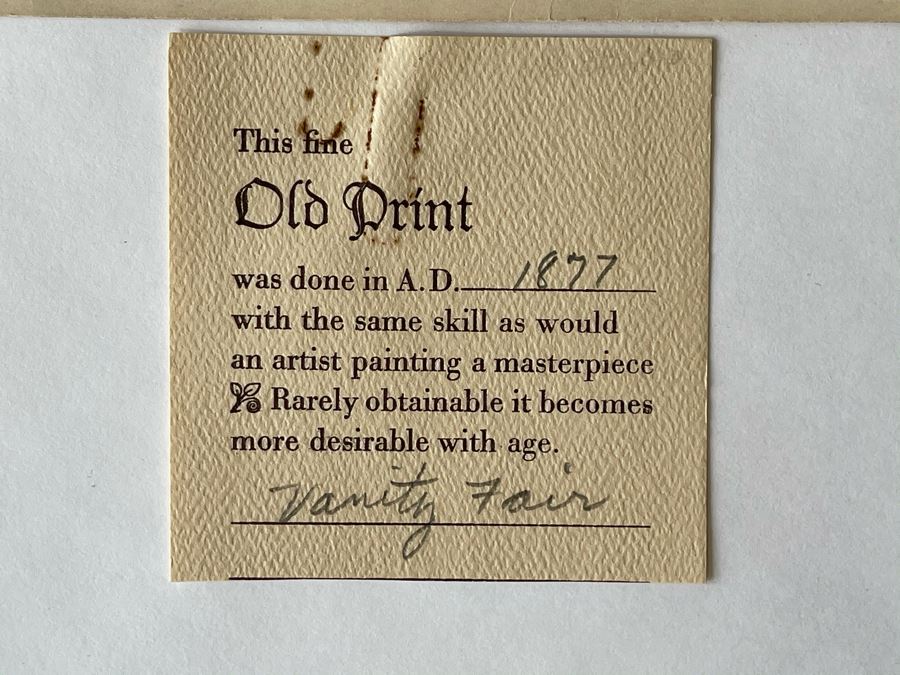 This fine
Old Print
was done in A.D. 1877
with the same skill as would
an artist painting a masterpiece
Rarely obtainable it becomes
more desirable with age.
Vanity Fair